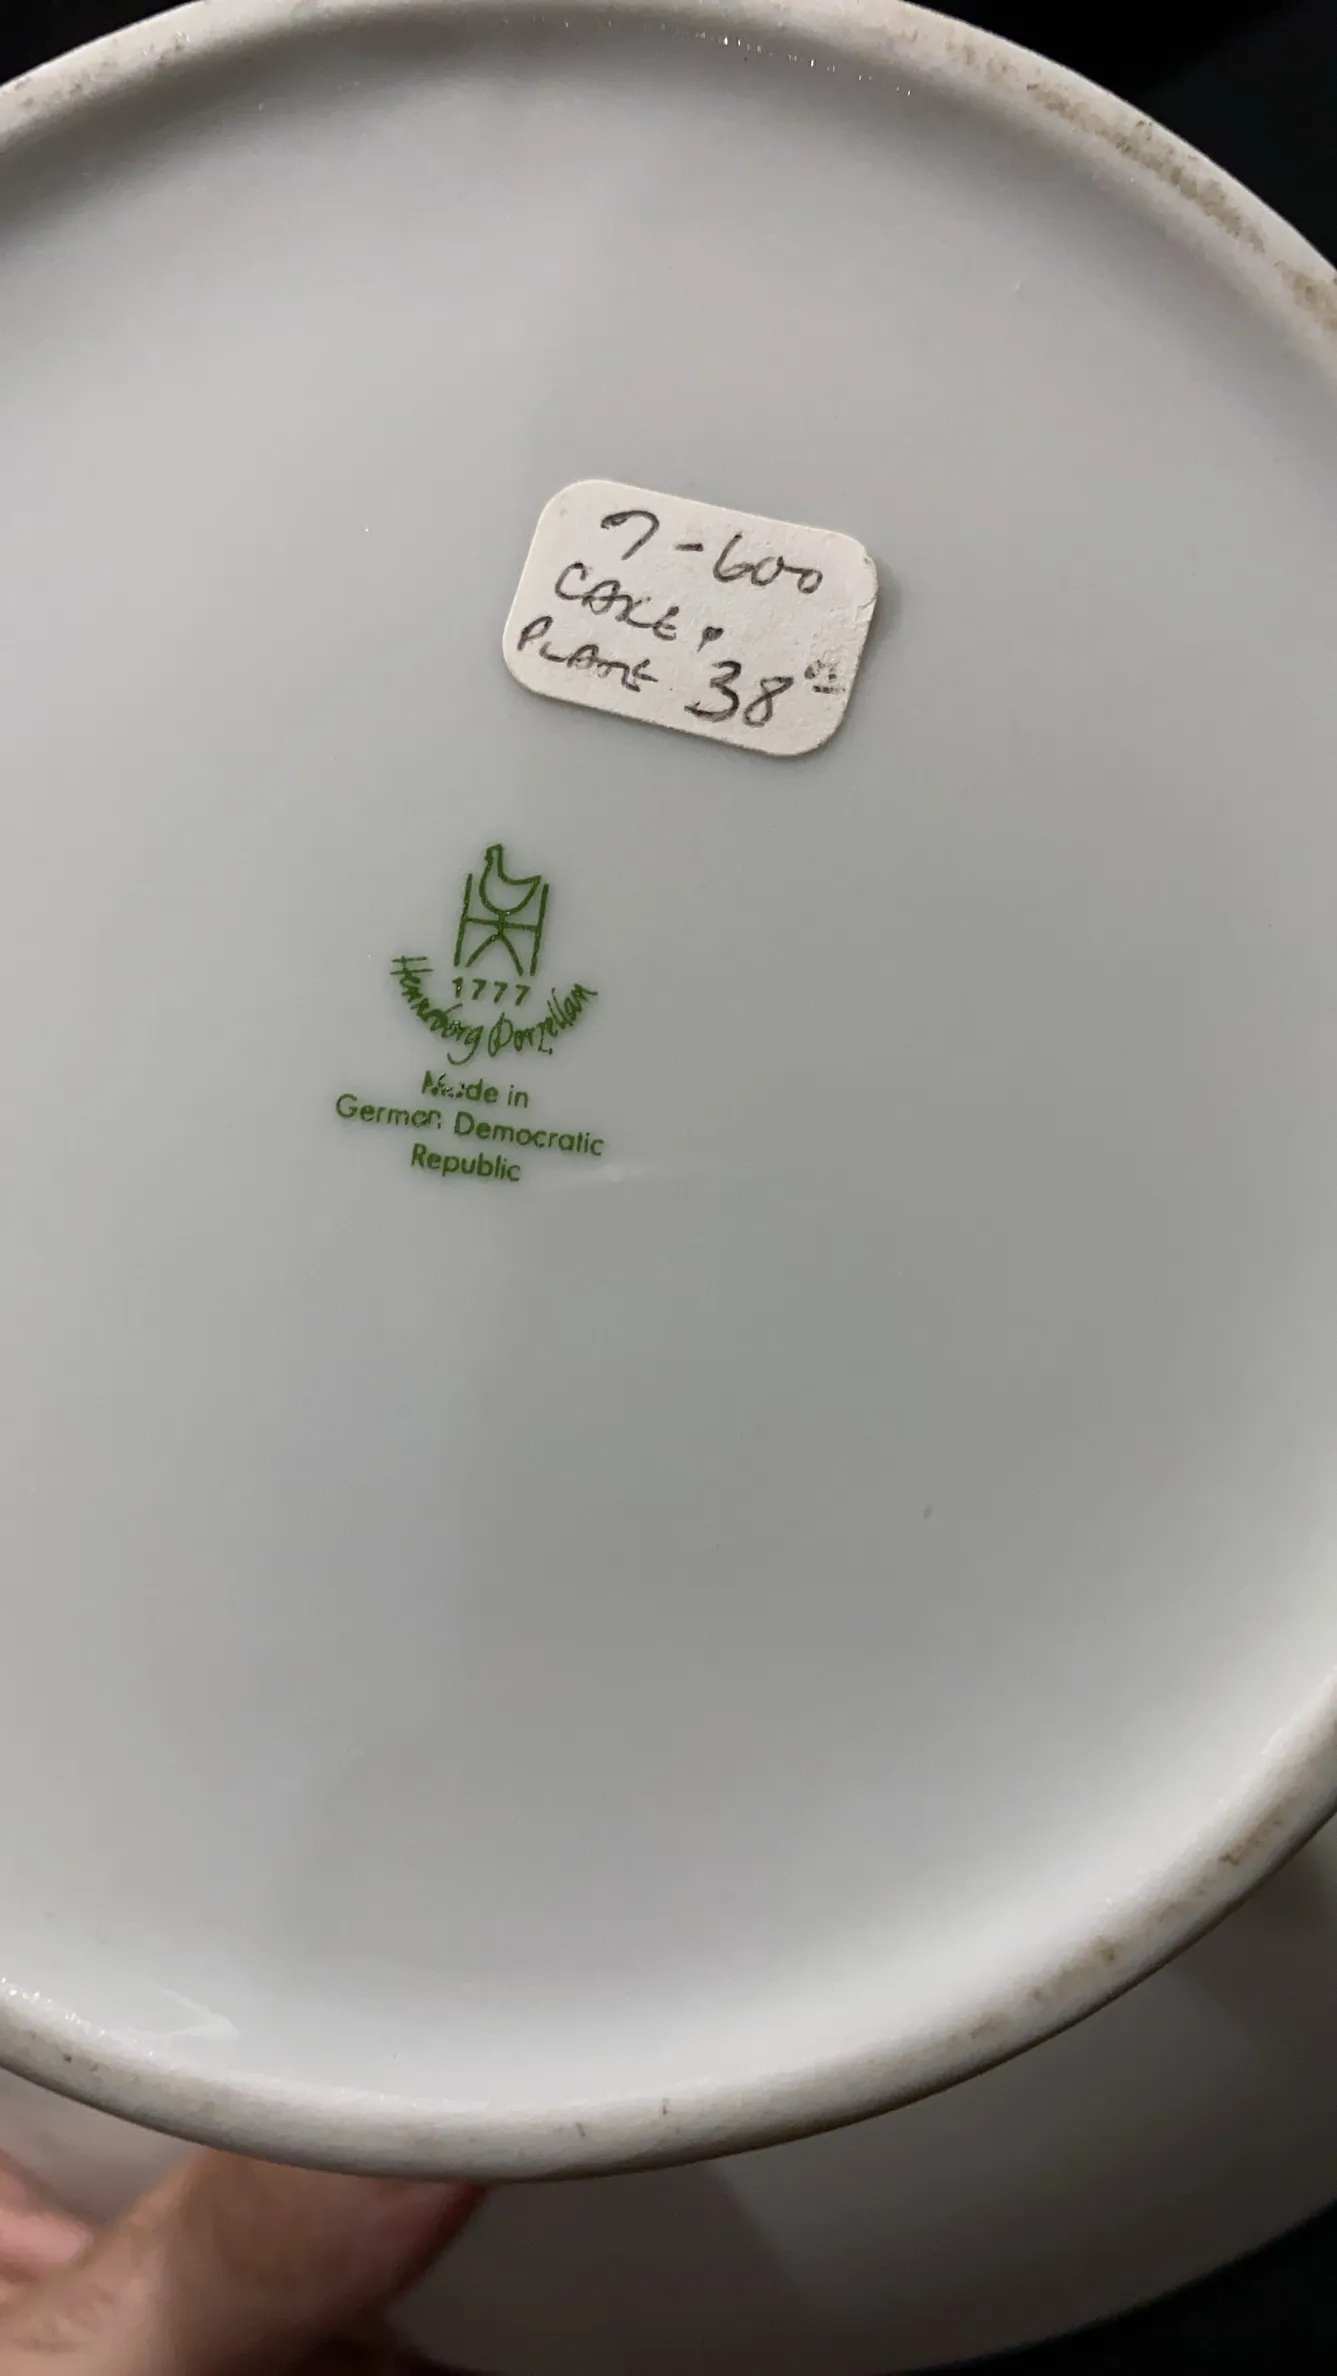 7-600
CAKE
PLATE 38
1777
Henneberg Porzellan
Made in
German Democratic
Republic